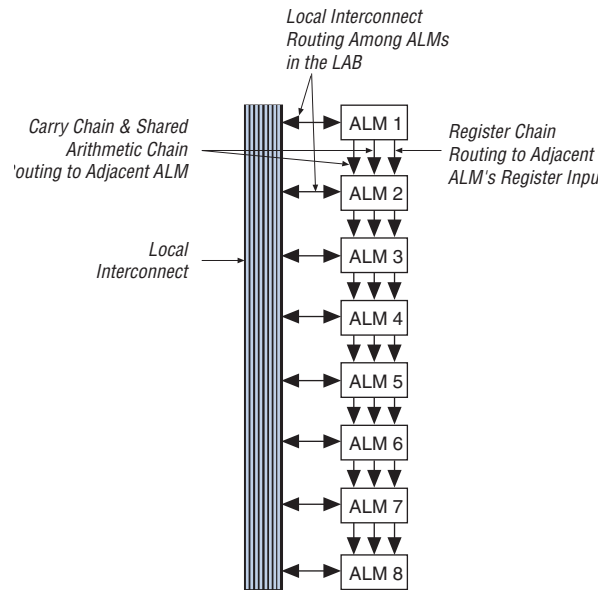 Local Interconnect
Routing Among ALMs
in the LAB
Carry Chain & Shared
Arithmetic Chain
outing to Adjacent ALM
Register Chain
Routing to Adjacent
ALM's Register Inpu
Local
Interconnect
ALM 1
ALM 2
ALM 3
ALM 4
ALM 5
ALM 6
ALM 7
ALM 8